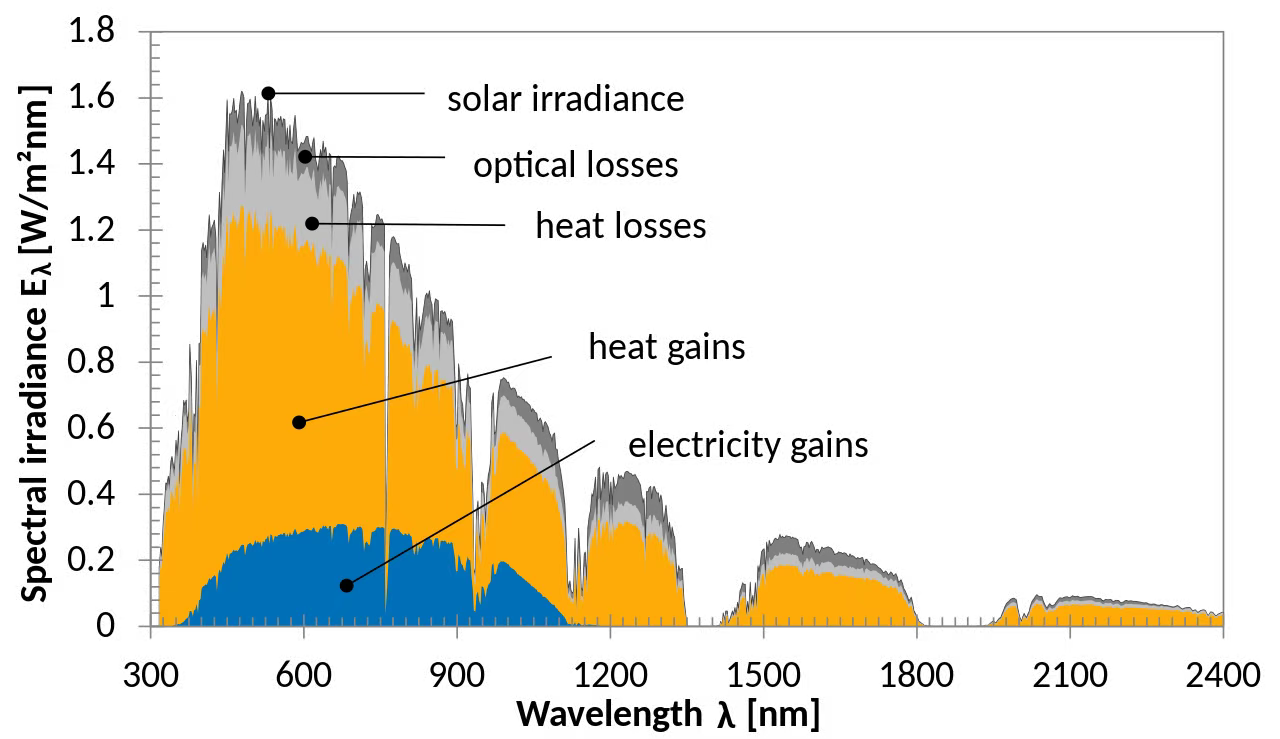 1.8
1.6
1.4
1.2
1
0.8
0.6
0.4
0.2
0
Spectral irradiance Eλ [W/m²nm]
solar irradiance
optical losses
heat losses
heat gains
electricity gains
300 600 900 1200 1500 1800 2100 2400
Wavelength λ [nm]